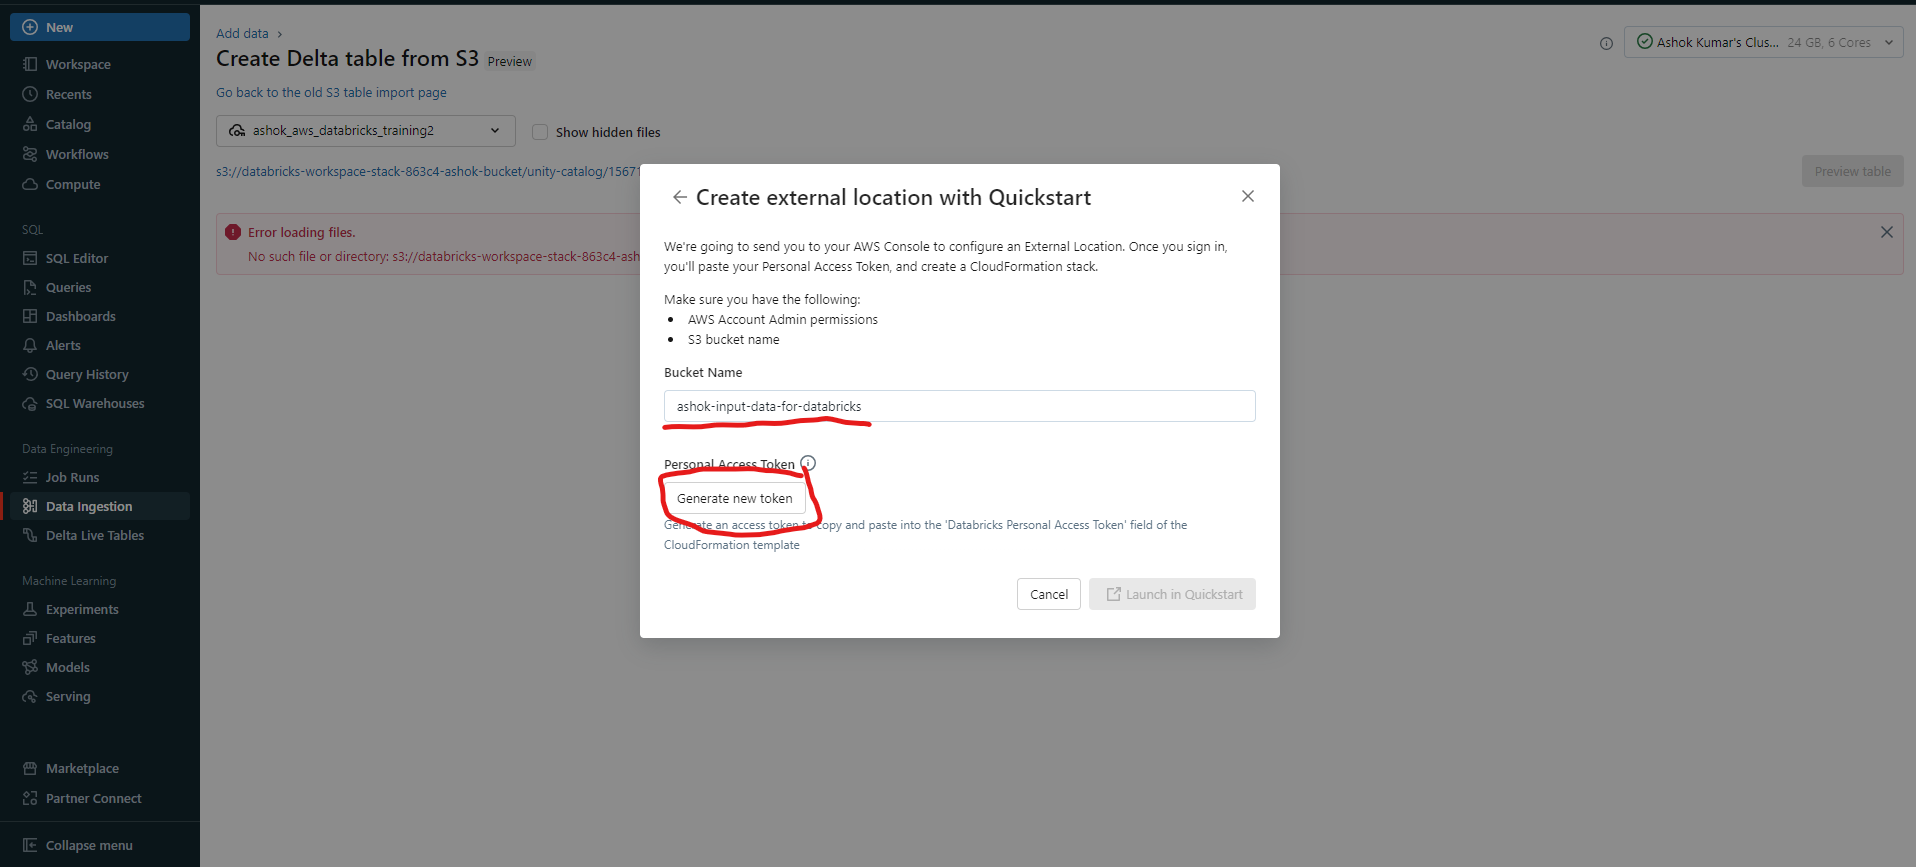 New
Workspace
Recents
Catalog
Workflows
Compute
SQL
SQL Editor
Queries
Dashboards
Alerts
Query History
SQL Warehouses
Data Engineering
Job Runs
Data Ingestion
Delta Live Tables
Machine Learning
Experiments
Features
Models
Serving
Marketplace
Partner Connect
Collapse menu
Add data ›
Create Delta table from S3 Preview
Go back to the old S3 table import page
Ashok Kumar's Clus... 24 GB, 6 Cores
ashok_aws_databricks_training2
Show hidden files
s3://databricks-workspace-stack-863c4-ashok-bucket/unity-catalog/1567
Preview table
Error loading files.
No such file or directory: s3://databricks-workspace-stack-863c4-ash
Create external location with Quickstart
We're going to send you to your AWS Console to configure an External Location. Once you sign in,
you'll paste your Personal Access Token, and create a CloudFormation stack.
Make sure you have the following:
• AWS Account Admin permissions
• S3 bucket name
Bucket Name
ashok-input-data-for-databricks
Personal Access Token
Generate new token
Generate an access token to copy and paste into the 'Databricks Personal Access Token' field of the
CloudFormation template
Cancel
Launch in Quickstart